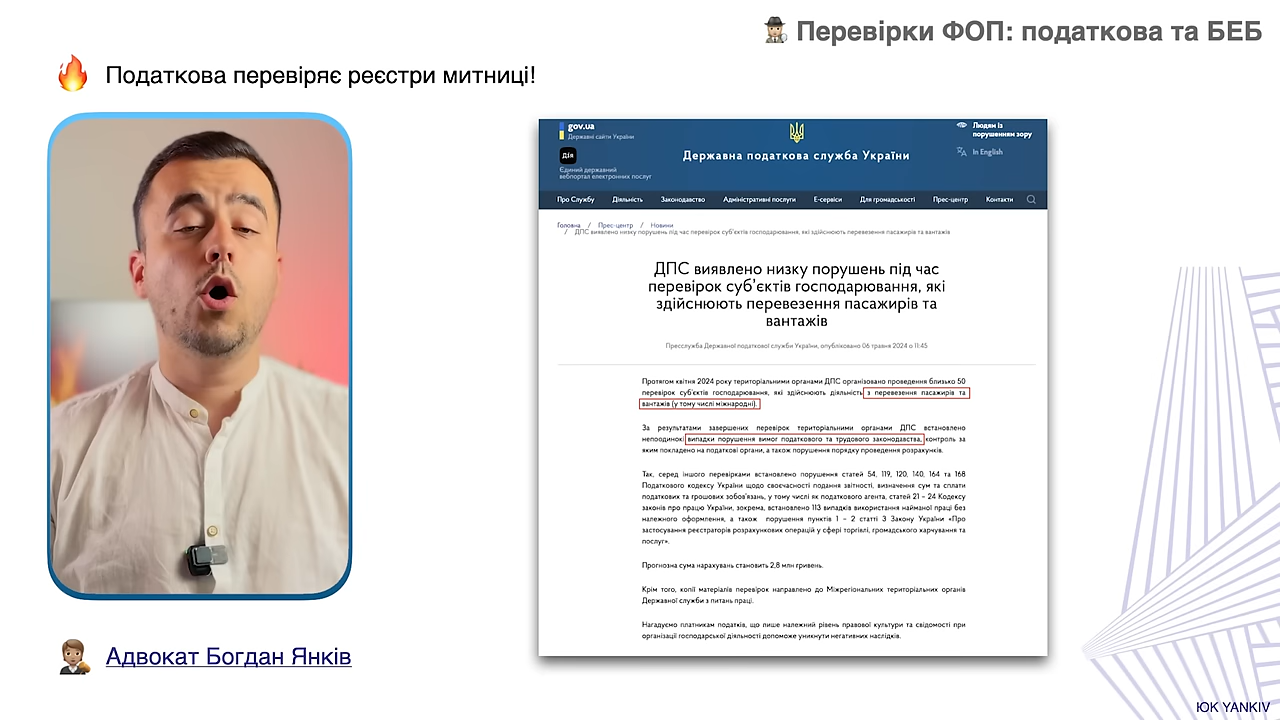 Перевірки ФОП: податкова та БЕБ
Податкова перевіряє реєстри митниці!
gov.ua
Державні сайти України
Дія
Єдиний державний
вебпортал електронних послуг
Державна податкова служба України
Людям із
порушенням зору
In English
Про Службу Діяльність Законодавство Адміністративні послуги Е-сервіси Для громадськості Прес-центр Контакти
Головна / Прес-центр / Новини
/ ДПС виявлено низку порушень під час перевірок суб'єктів господарювання, які здійснюють перевезення пасажирів та вантажів
ДПС виявлено низку порушень під час
перевірок суб'єктів господарювання, які
здійснюють перевезення пасажирів та
вантажів
Пресслужба Державної податкової служби України, опубліковано 06 травня 2024 о 11:45
Протягом квітня 2024 року територіальними органами ДПС організовано проведення близько 50
перевірок суб'єктів господарювання, які здійснюють діяльність з перевезення пасажирів та
вантажів (у тому числі міжнародні).
За результатами завершених перевірок територіальними органами ДПС встановлено
непоодинокі випадки порушення вимог податкового та трудового законодавства, контроль за
яким покладено на податкові органи, а також порушення порядку проведення розрахунків.
Так, серед іншого перевірками встановлено порушення статей 54, 119, 120, 140, 164 та 168
Податкового кодексу України щодо своєчасності подання звітності, визначення сум та сплати
податкових та грошових зобов'язань, у тому числі як податкового агента, статей 21 – 24 Кодексу
законів про працю України, зокрема, встановлено 113 випадків використання найманої праці без
належного оформлення, а також порушення пунктів 1 – 2 статті 3 Закону України «Про
застосування реєстраторів розрахункових операцій у сфері торгівлі, громадського харчування та
послуг».
Прогнозна сума нарахувань становить 2,8 млн гривень.
Крім того, копії матеріалів перевірок направлено до Міжрегіональних територіальних органів
Державної служби з питань праці.
Нагадуємо платникам податків, що лише належний рівень правової культури та свідомості при
організації господарської діяльності допоможе уникнути негативних наслідків.
Адвокат Богдан Янків
ЮК YANKIV